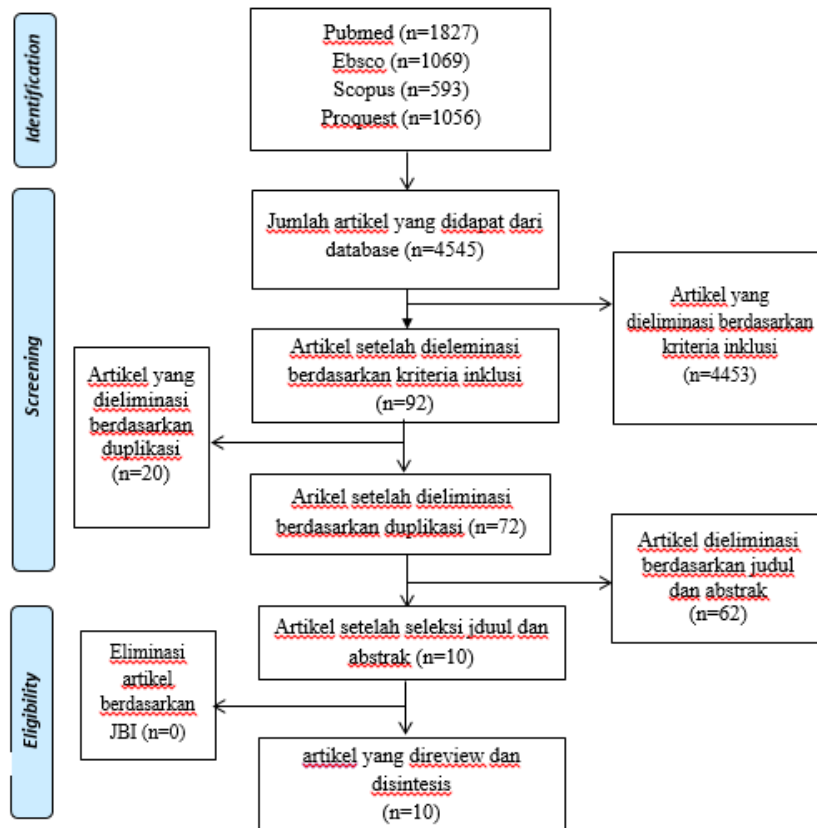 Identification
Pubmed (n=1827)
Ebsco (n=1069)
Scopus (n=593)
Proquest (n=1056)
Screening
Jumlah artikel yang didapat dari
database (n=4545)
Artikel yang
dieliminasi berdasarkan
kriteria inklusi
(n=4453)
Artikel setelah dieleminasi
berdasarkan kriteria inklusi
(n=92)
Artikel yang
dieliminasi
berdasarkan
duplikasi
(n=20)
Arikel setelah dieliminasi
berdasarkan duplikasi (n=72)
Artikel dieliminasi
berdasarkan judul
dan abstrak
(n=62)
Eligibility
Artikel setelah seleksi jduul dan
abstrak (n=10)
Eliminasi
artikel
berdasarkan
JBI (n=0)
artikel yang direview dan
disintesis
(n=10)